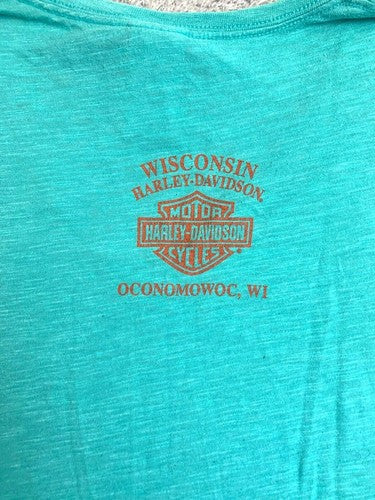 WISCONSIN
HARLEY-DAVIDSON®
MOTOR
HARLEY-DAVIDSON
CYCLES®
OCONOMOWOC, WI